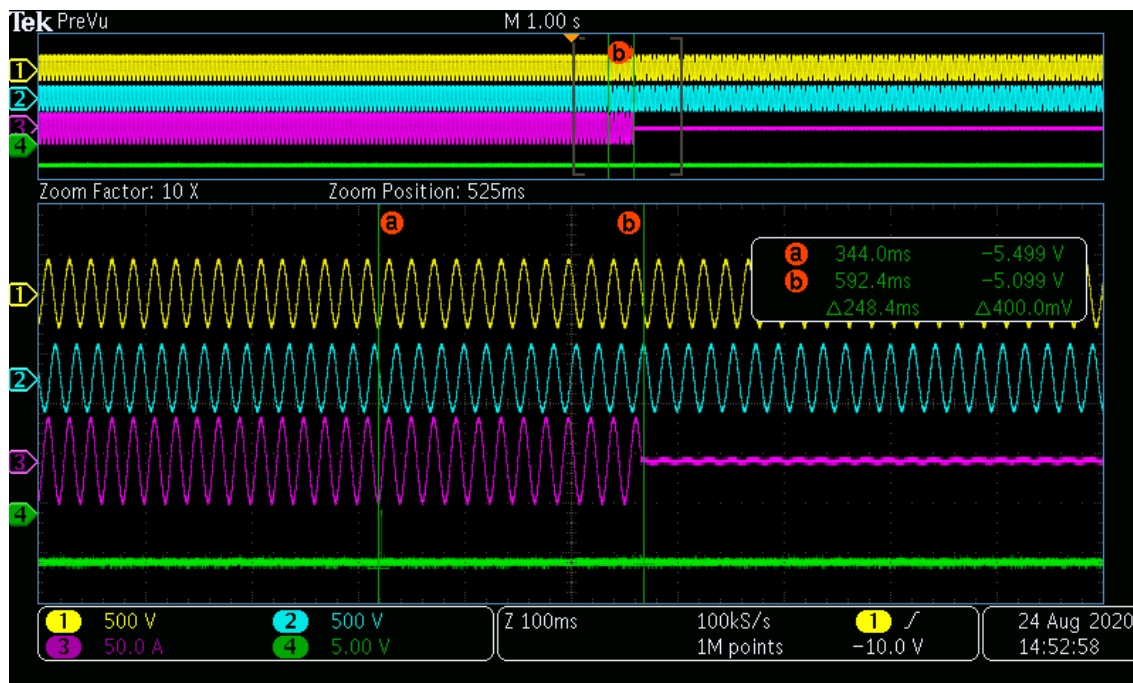 Tek PreVu M 1.00 s
b
1
2
3
4
Zoom Factor: 10 X Zoom Position: 525ms
a b
a 344.0ms −5.499 V
b 592.4ms −5.099 V
△248.4ms △400.0mV
1
2
3
4
1 500 V 2 500 V Z 100ms 100kS/s 1 −10.0 V 24 Aug 2020
3 50.0 A 4 5.00 V 1M points 14:52:58